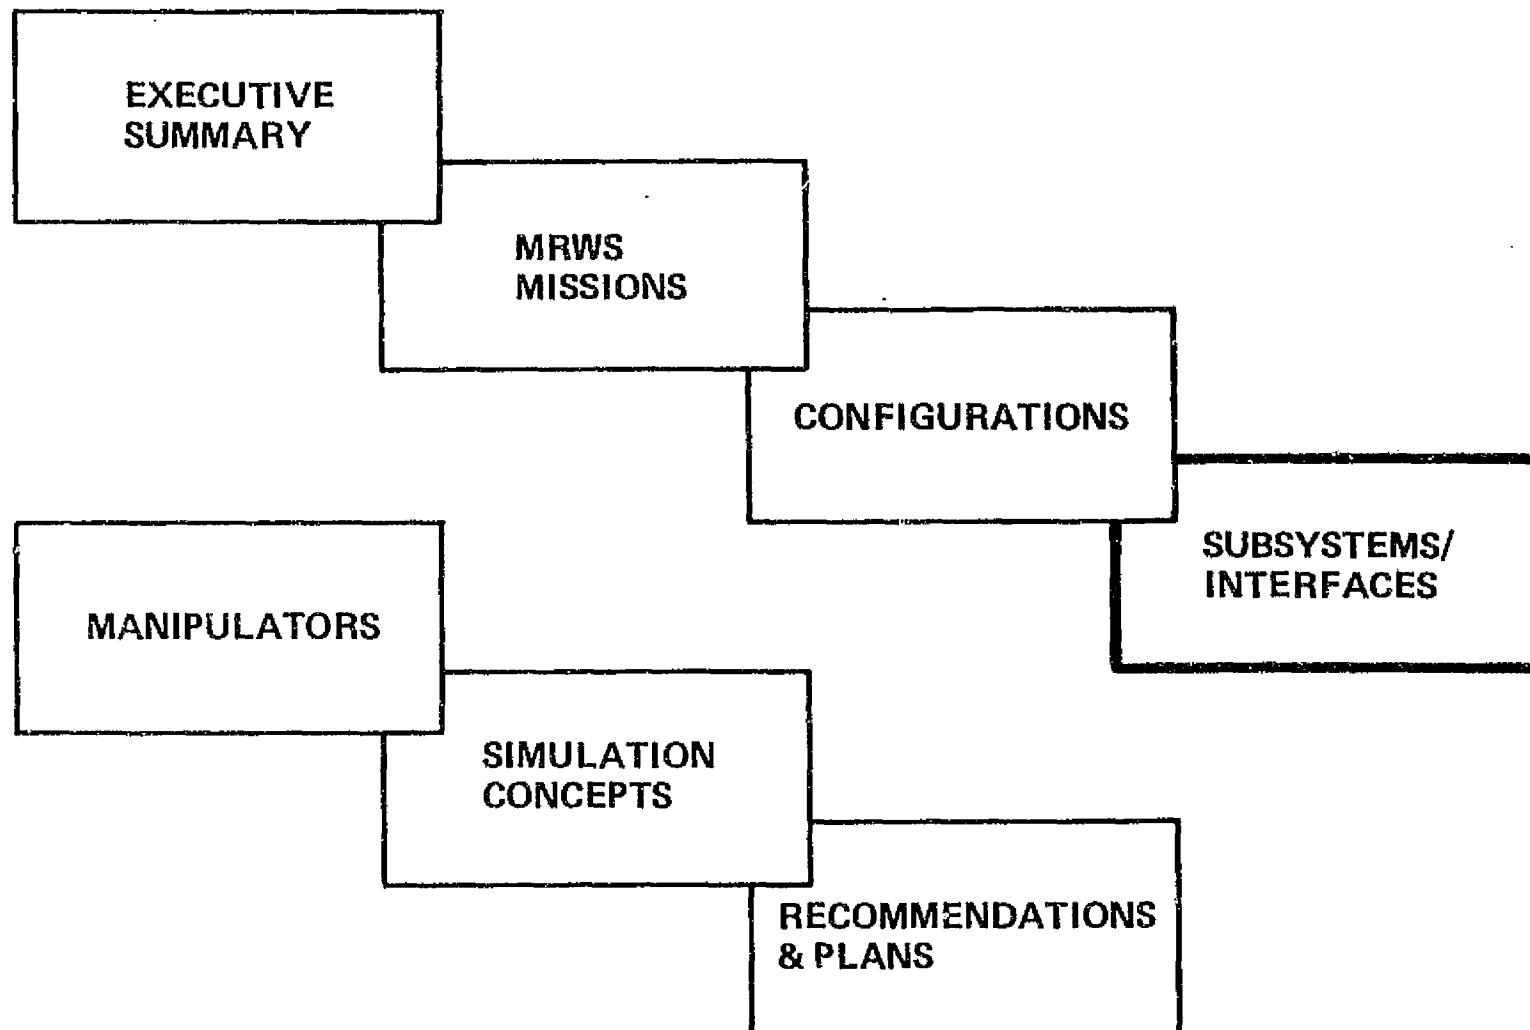 EXECUTIVE
SUMMARY
MRWS
MISSIONS
CONFIGURATIONS
SUBSYSTEMS/
INTERFACES
MANIPULATORS
SIMULATION
CONCEPTS
RECOMMENDATIONS
& PLANS